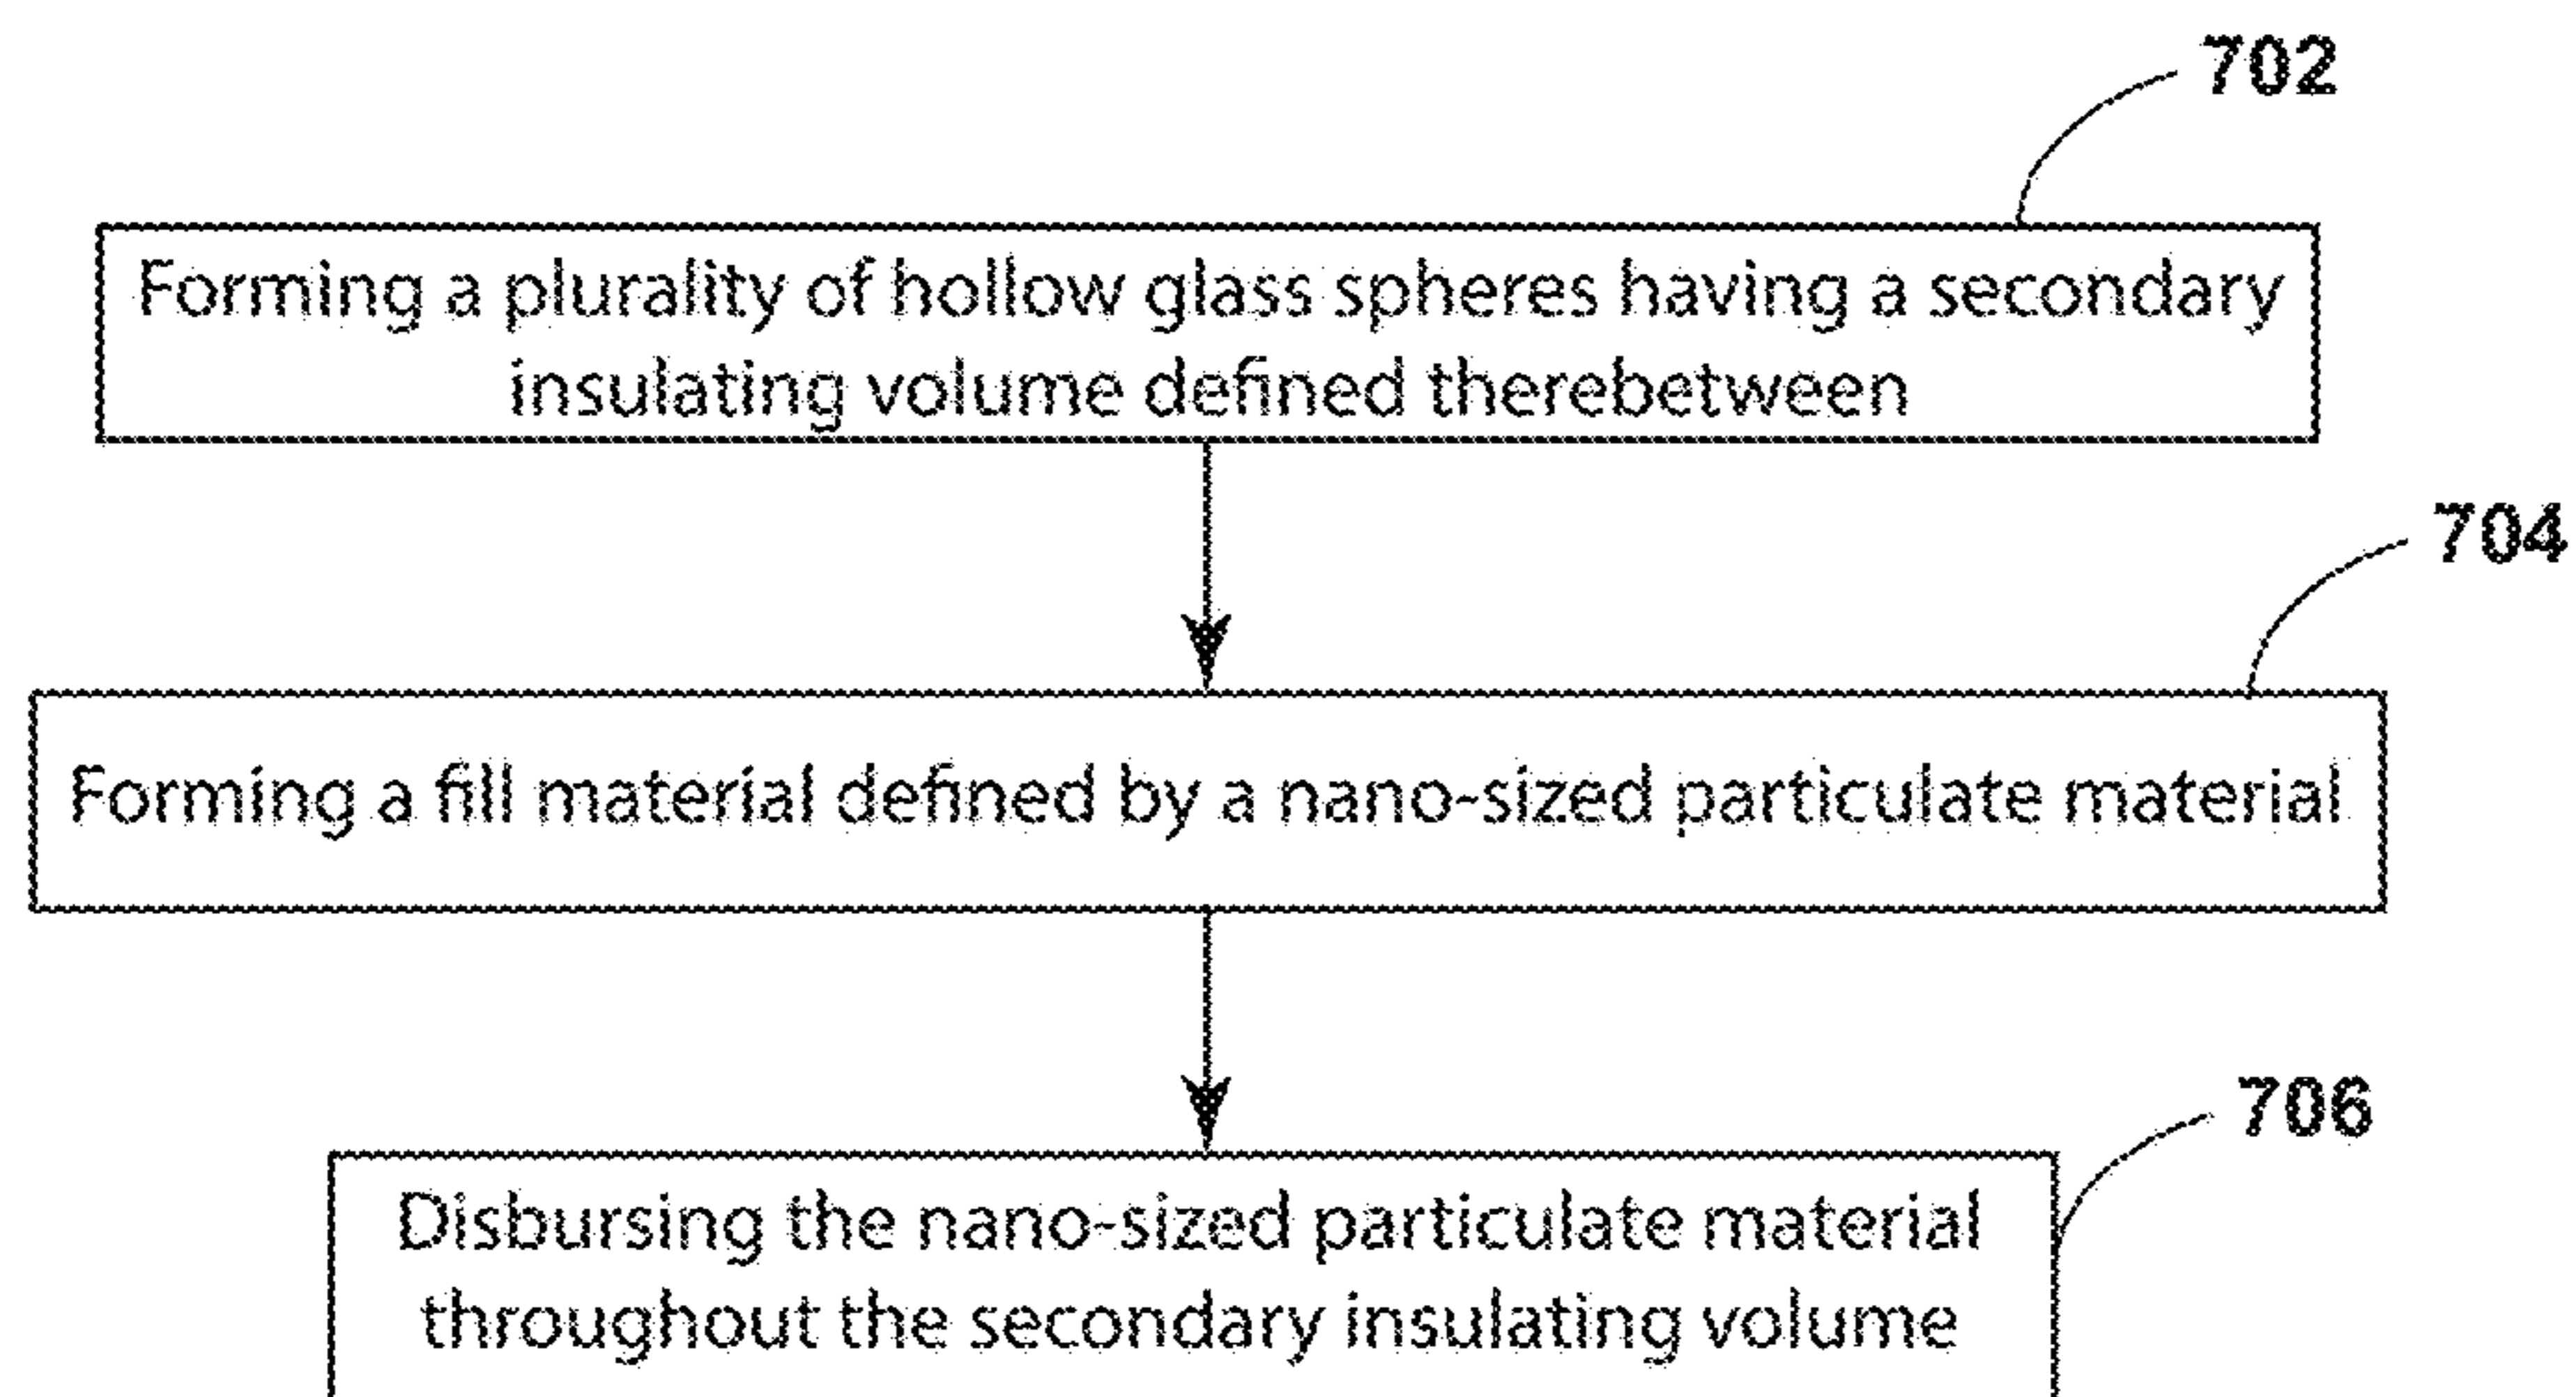 702
Forming a plurality of hollow glass spheres having a secondary
insulating volume defined therebetween
704
Forming a fill material defined by a nano-sized particulate material
706
Disbursing the nano-sized particulate material
throughout the secondary insulating volume